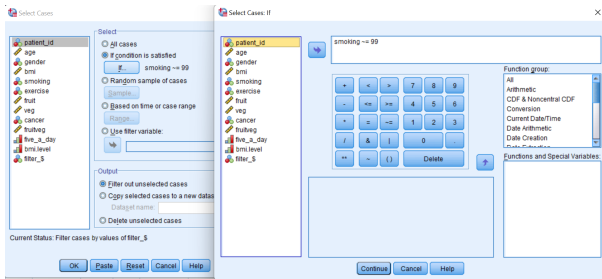 Select Cases
patient_id
age
gender
bmi
smoking
exercise
fruit
veg
cancer
fruitveg
five_a_day
bmi.level
filter_$
Select
All cases
If condition is satisfied
If... smoking ~= 99
Random sample of cases
Sample...
Based on time or case range
Range...
Use filter variable:
Output
Filter out unselected cases
Copy selected cases to a new datas
Dataset name:
Delete unselected cases
Current Status: Filter cases by values of filter_$
OK Paste Reset Cancel Help
Select Cases: If
patient_id
age
gender
bmi
smoking
exercise
fruit
veg
cancer
fruitveg
five_a_day
bmi.level
filter_$
smoking ~= 99
+ < > 7 8 9
- <= >= 4 5 6
* = ~= 1 2 3
/ & | 0 .
** ~ ( ) Delete
Function group:
All
Arithmetic
CDF & Noncentral CDF
Conversion
Current Date/Time
Date Arithmetic
Date Creation
Date Extraction
Functions and Special Variables:
Continue Cancel Help